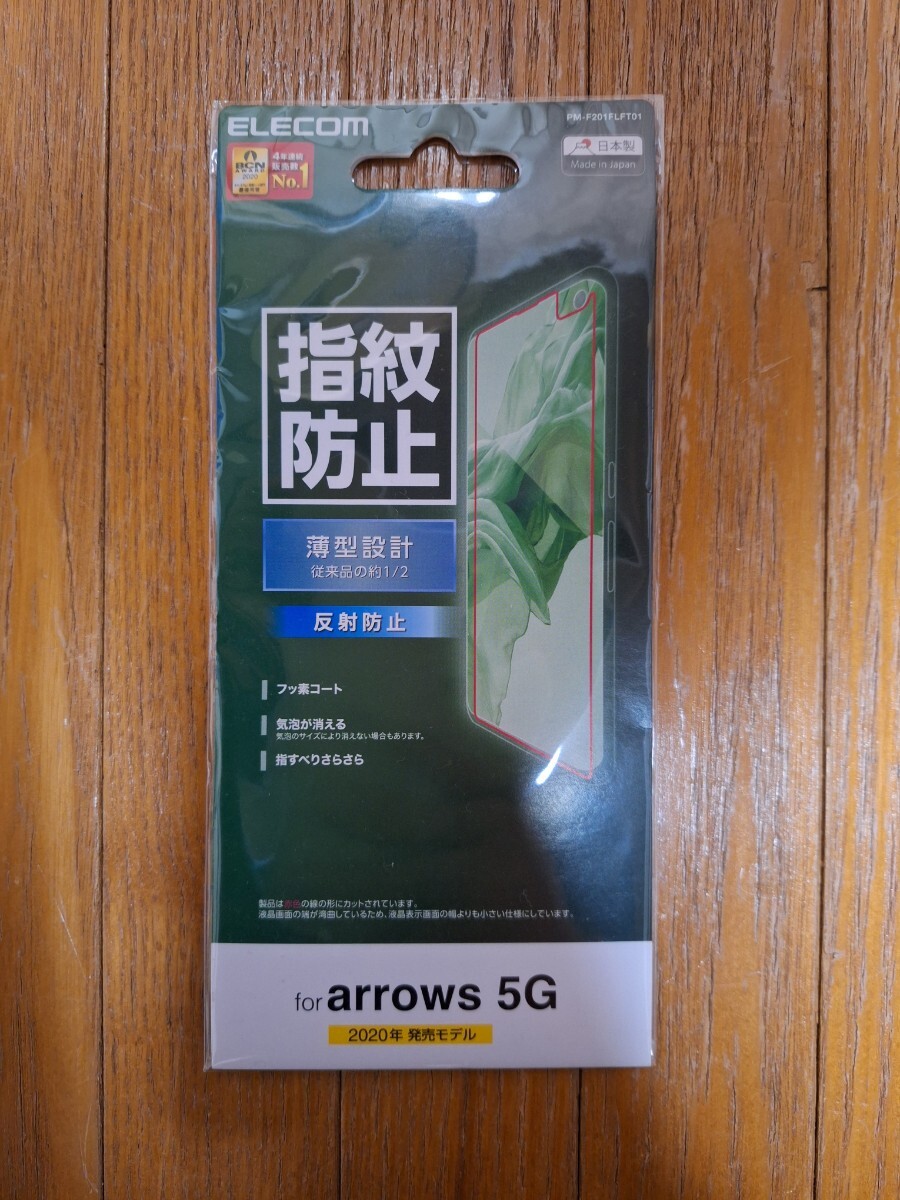 ELECOM
PM-F201FLFT01
日本製
Made in Japan
BCN
AWARD
2020
4年連続
販売数
No.1
指紋
防止
薄型設計
従来品の約1/2
反射防止
フッ素コート
気泡が消える
気泡のサイズにより消えない場合もあります。
指すべりさらさら
製品は赤色の線の形にカットされています。
液晶画面の端が湾曲しているため、液晶表示画面の幅よりも小さい仕様にしています。
for arrows 5G
2020年 発売モデル